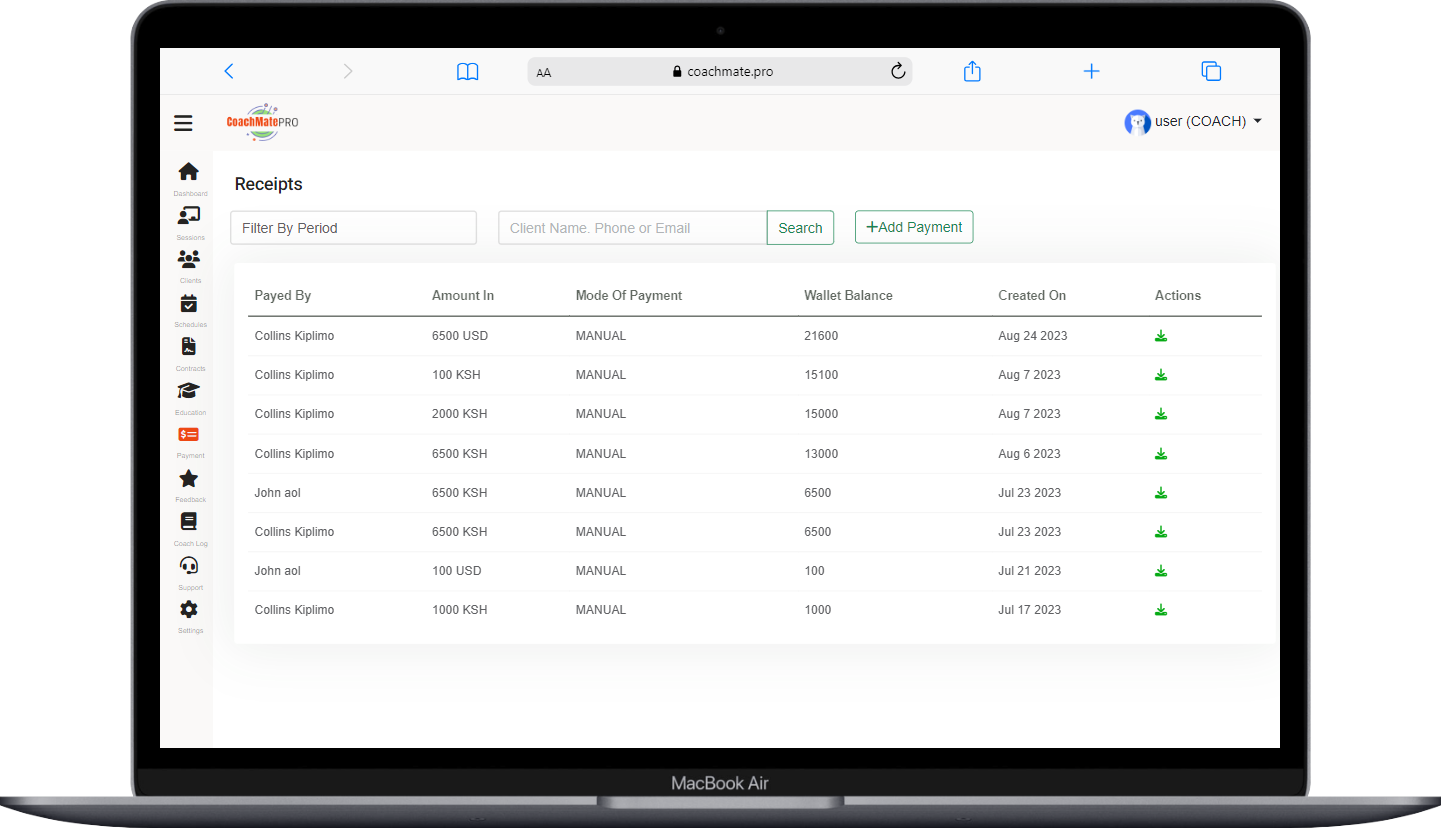 AA coachmate.pro
CoachMatePRO
user (COACH)
Dashboard
Sessions
Clients
Schedules
Contracts
Education
Payment
Feedback
Coach Log
Support
Settings
Receipts
Filter By Period Client Name. Phone or Email Search +Add Payment
Payed By Amount In Mode Of Payment Wallet Balance Created On Actions
Collins Kiplimo 6500 USD MANUAL 21600 Aug 24 2023
Collins Kiplimo 100 KSH MANUAL 15100 Aug 7 2023
Collins Kiplimo 2000 KSH MANUAL 15000 Aug 7 2023
Collins Kiplimo 6500 KSH MANUAL 13000 Aug 6 2023
John aol 6500 KSH MANUAL 6500 Jul 23 2023
Collins Kiplimo 6500 KSH MANUAL 6500 Jul 23 2023
John aol 100 USD MANUAL 100 Jul 21 2023
Collins Kiplimo 1000 KSH MANUAL 1000 Jul 17 2023
MacBook Air